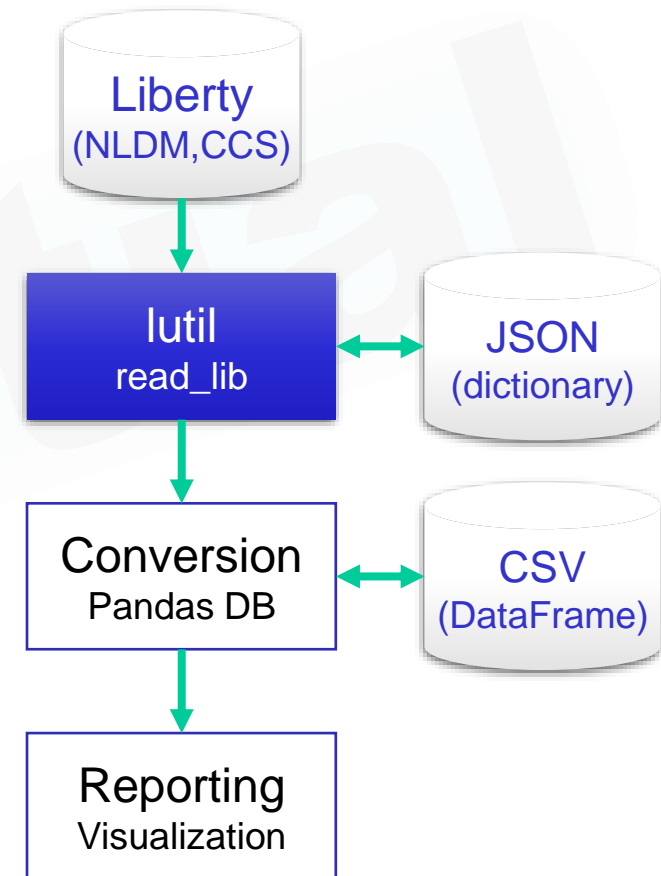 Liberty
(NLDM,CCS)
lutil
read_lib
JSON
(dictionary)
Conversion
Pandas DB
CSV
(DataFrame)
Reporting
Visualization